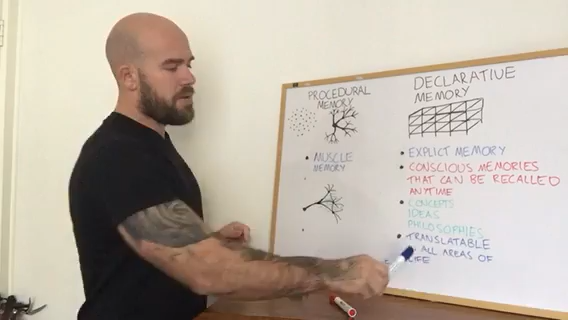 PROCEDURAL
MEMORY
• MUSCLE
MEMORY
DECLARATIVE
MEMORY
• EXPLICT MEMORY
• CONSCIOUS MEMORIES
THAT CAN BE RECALLED
ANYTIME
• CONCEPTS
IDEAS
PHILOSOPHIES
• TRANSLATABLE
ALL AREAS OF
LIFE